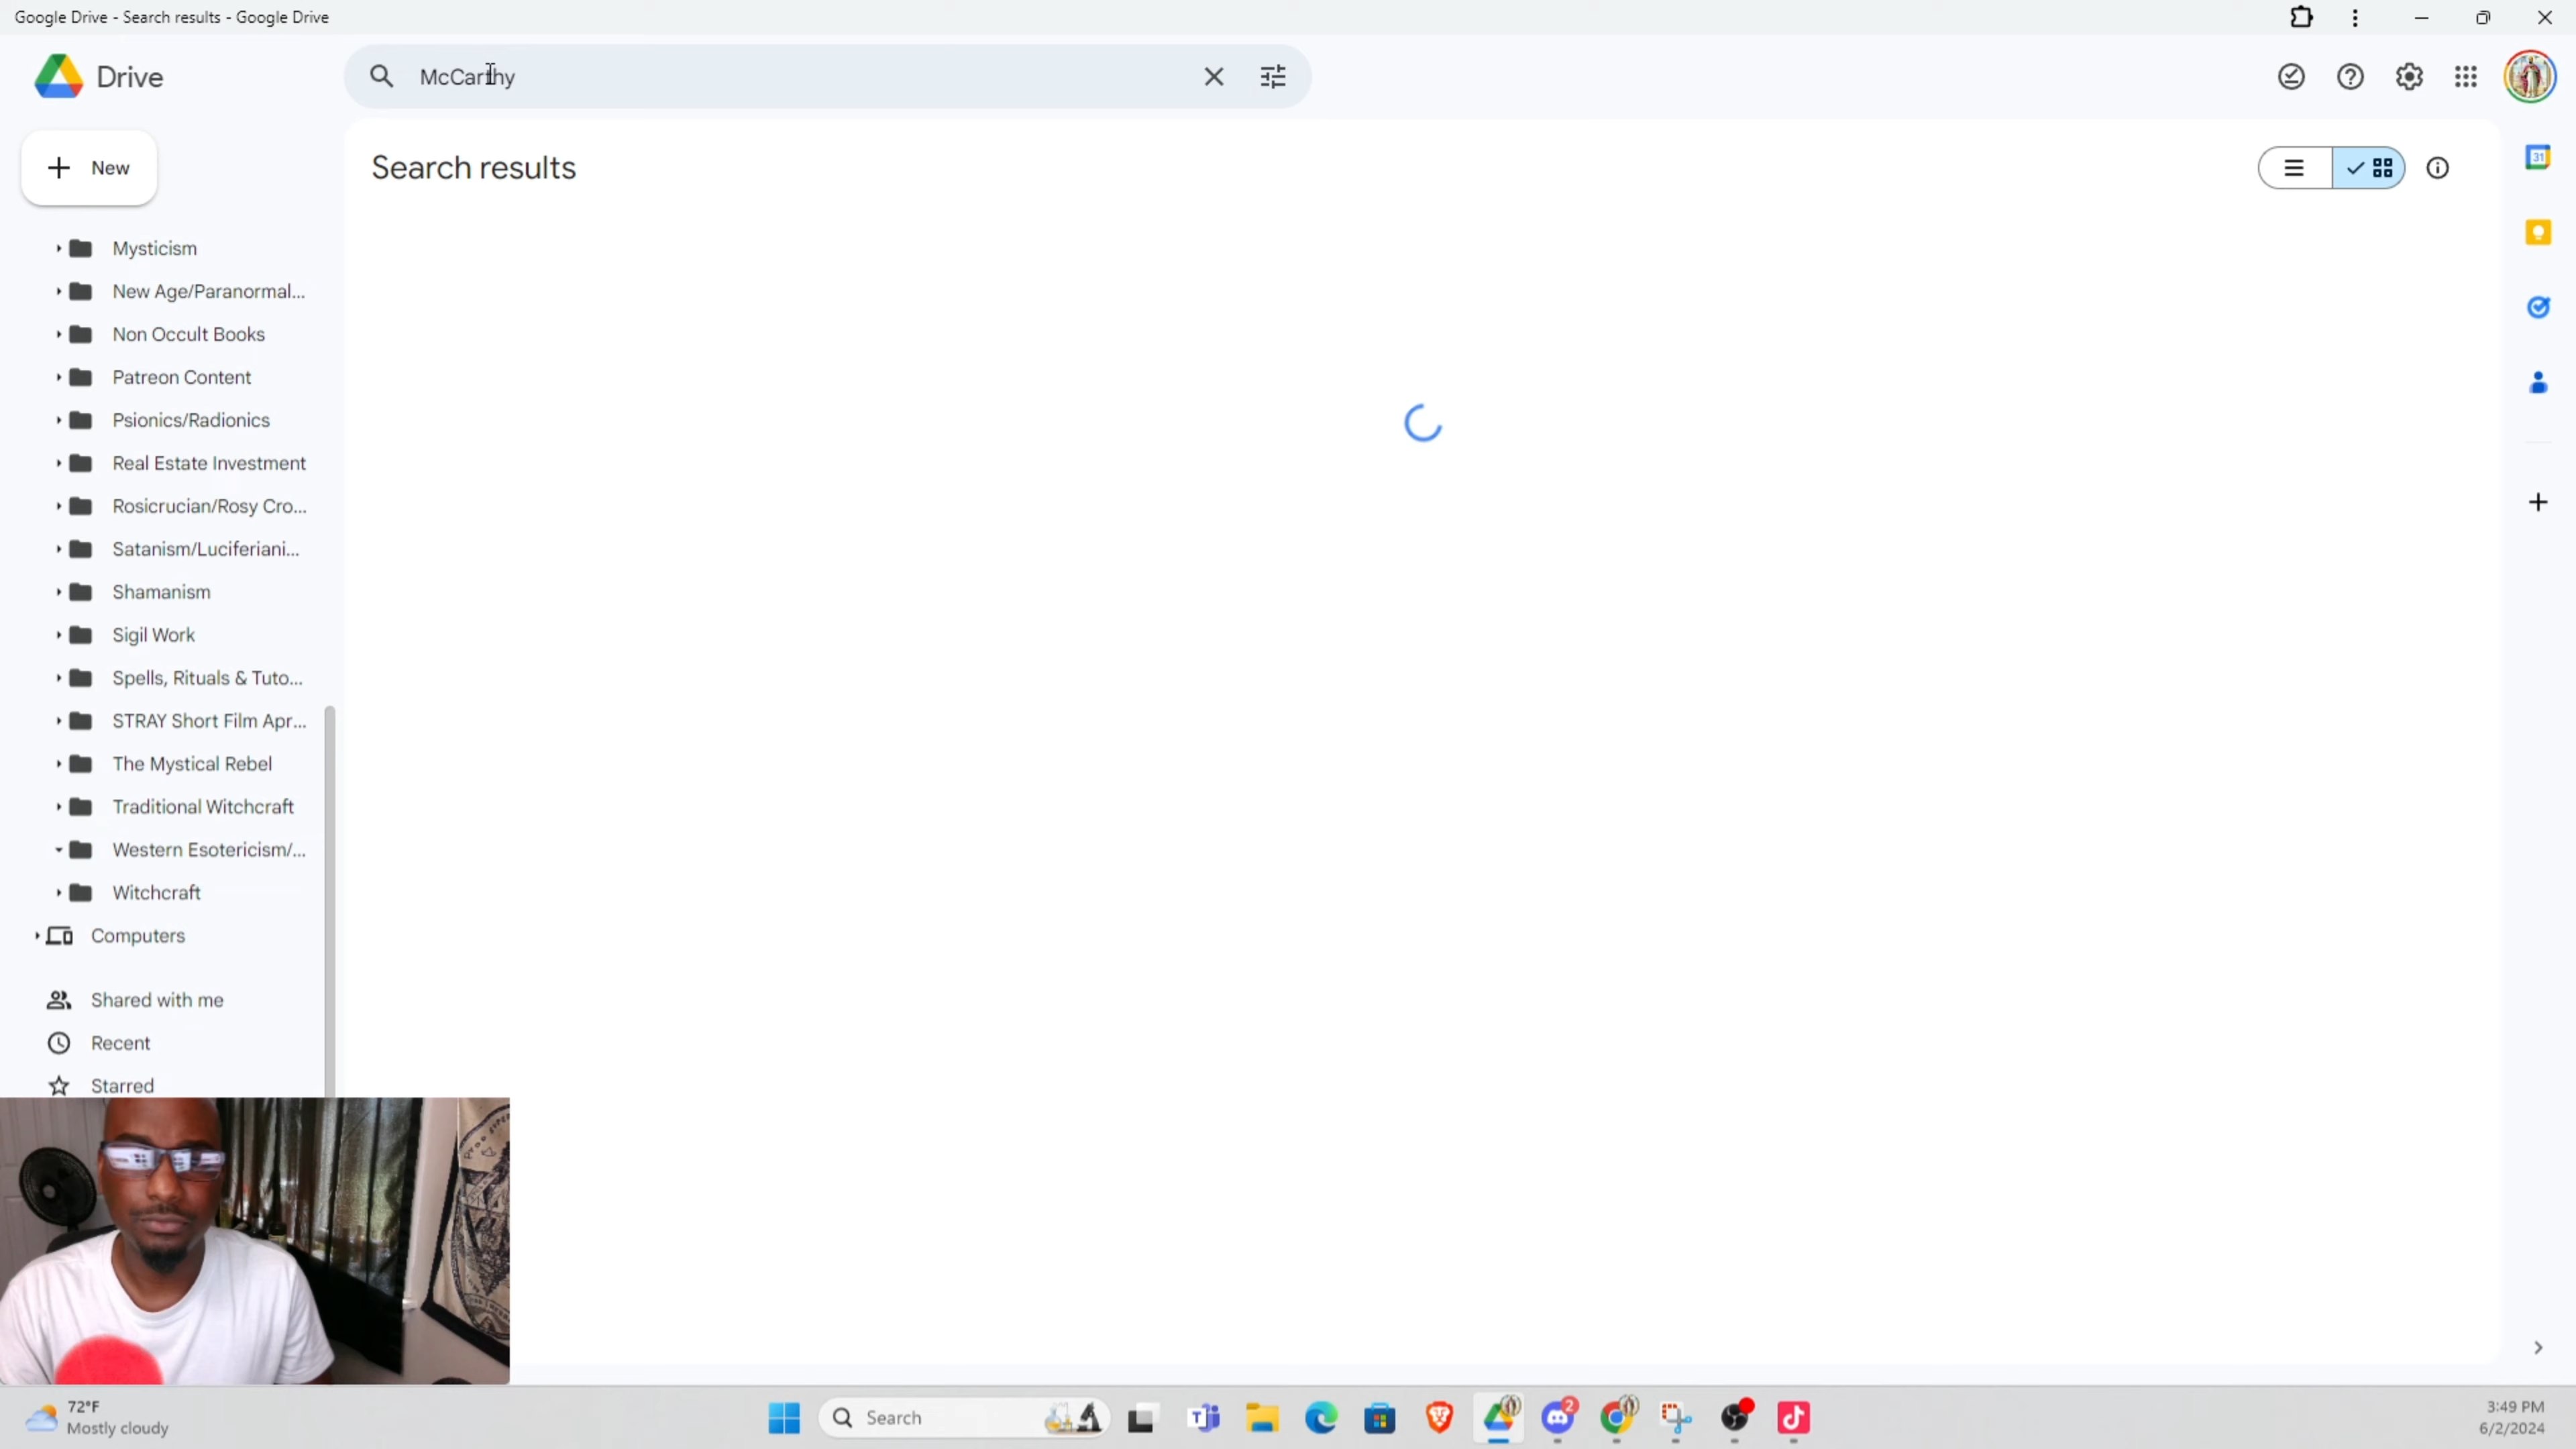 Google Drive - Search results - Google Drive
Drive
McCarthy
New
Search results
31
Mysticism
New Age/Paranormal...
Non Occult Books
Patreon Content
Psionics/Radionics
Real Estate Investment
Rosicrucian/Rosy Cro...
Satanism/Luciferiani...
Shamanism
Sigil Work
Spells, Rituals & Tuto...
STRAY Short Film Apr...
The Mystical Rebel
Traditional Witchcraft
Western Esotericism/...
Witchcraft
Computers
Shared with me
Recent
Starred
72°F
Mostly cloudy
Search
2
3:49 PM
6/2/2024